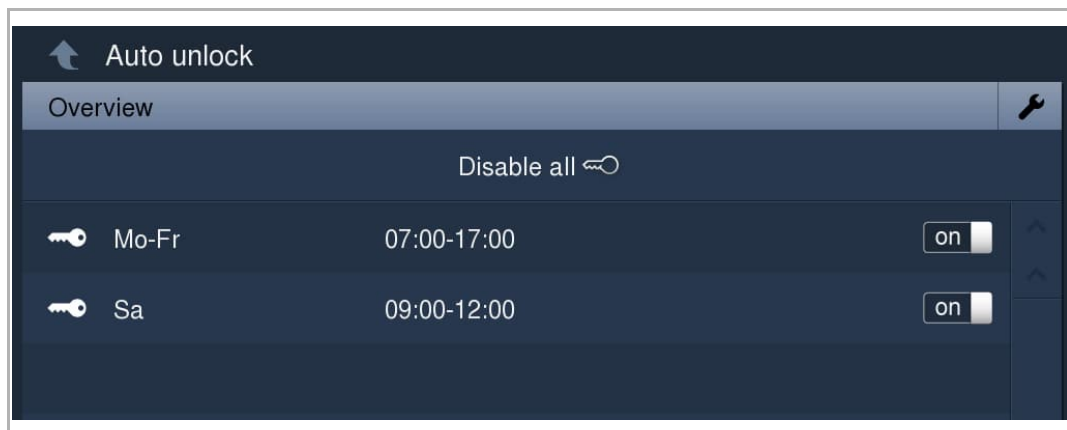 Auto unlock
Overview
Disable all
Mo-Fr 07:00-17:00 on
Sa 09:00-12:00 on